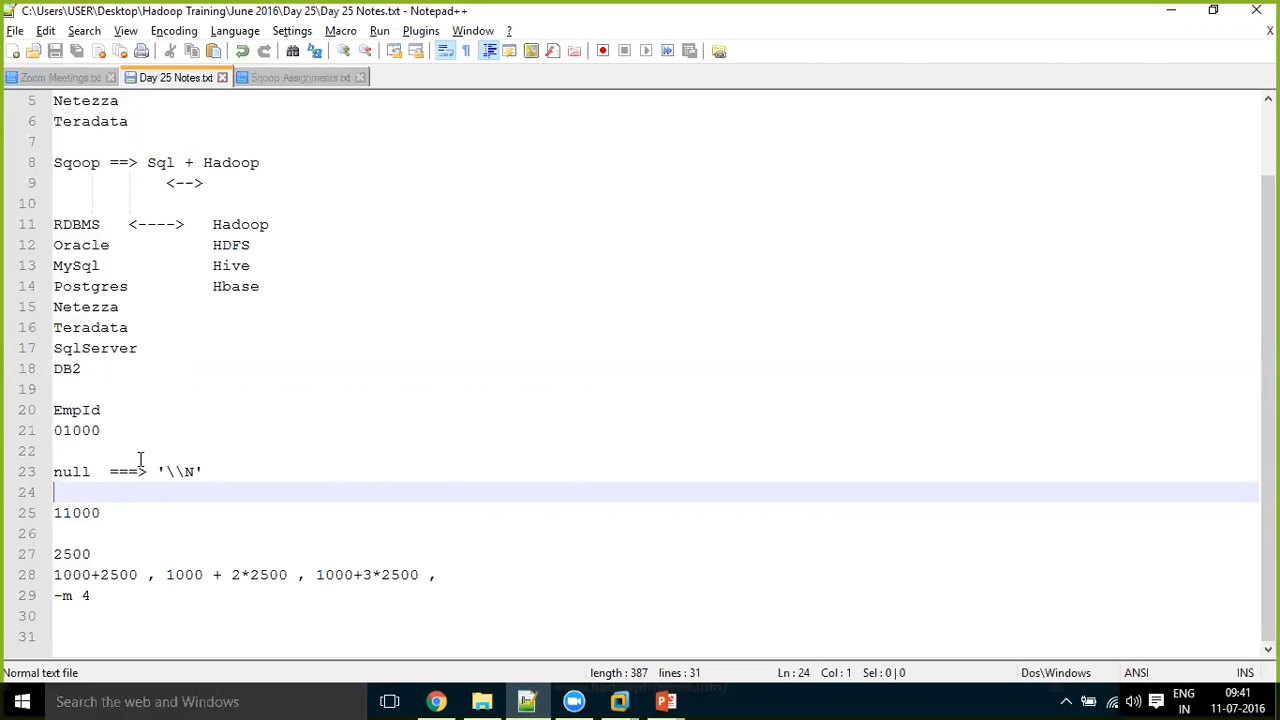 C:\Users\USER\Desktop\Hadoop Training\June 2016\Day 25\Day 25 Notes.txt - Notepad++
File Edit Search View Encoding Language Settings Macro Run Plugins Window ? X
Zoom Meetings.txt Day 25 Notes.txt Sqoop Assignments.txt
5 Netezza
6 Teradata
7
8 Sqoop ==> Sql + Hadoop
9 <-->
10
11 RDBMS <----> Hadoop
12 Oracle HDFS
13 MySql Hive
14 Postgres Hbase
15 Netezza
16 Teradata
17 SqlServer
18 DB2
19
20 EmpId
21 01000
22
23 null ===> '\\N'
24
25 11000
26
27 2500
28 1000+2500 , 1000 + 2*2500 , 1000+3*2500 ,
29 -m 4
30
31
Normal text file length : 387 lines : 31 Ln : 24 Col : 1 Sel : 0 | 0 Dos\Windows ANSI INS
Search the web and Windows ENG 09:41
IN 11-07-2016